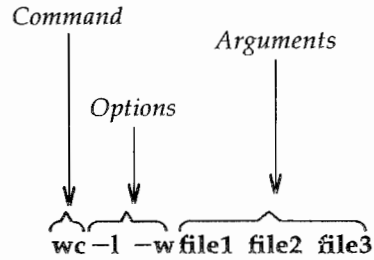 Command
Arguments
Options
wc –l –w file1 file2 file3